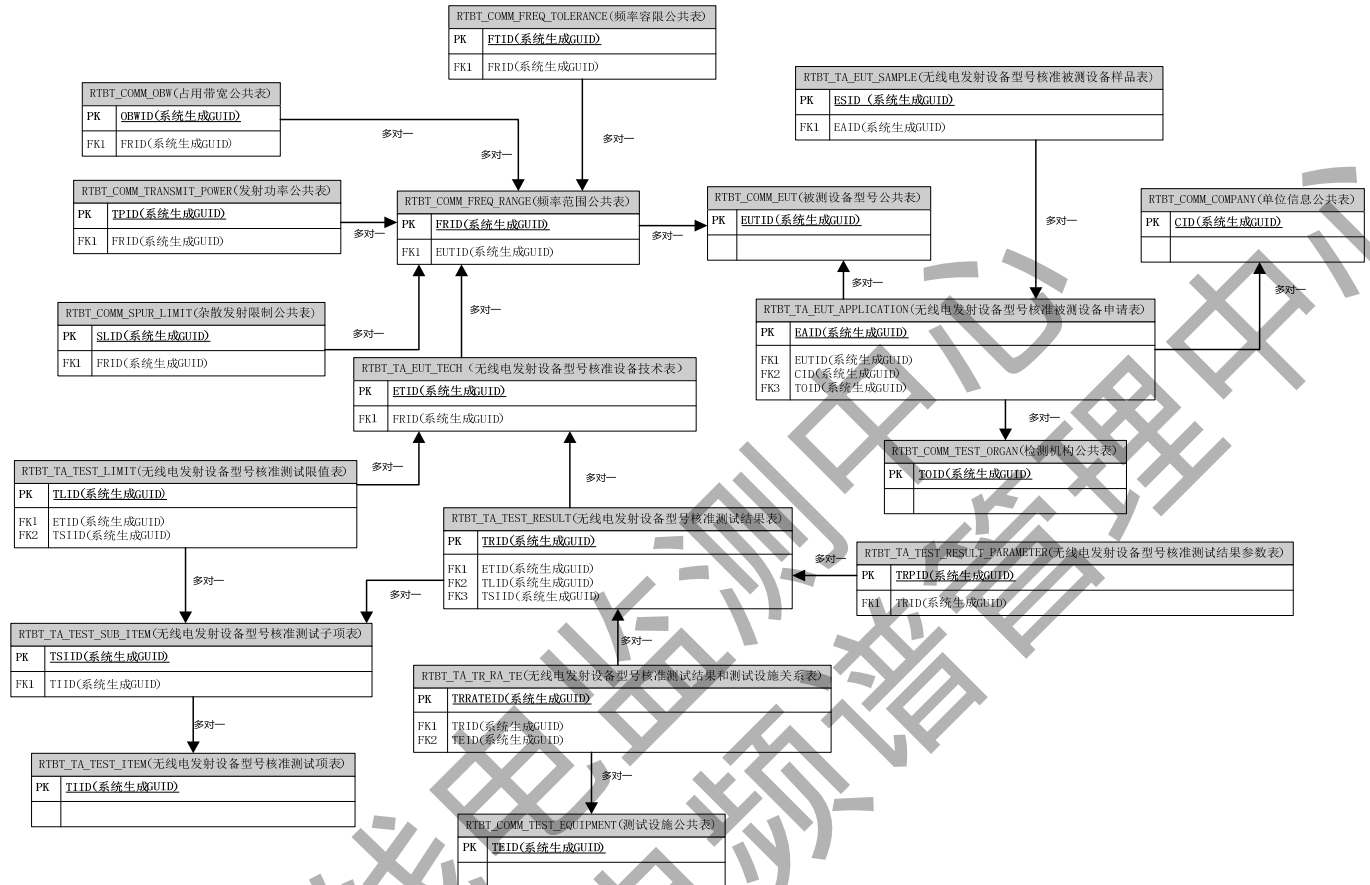 RTBT_COMM_FREQ_TOLERANCE(频率容限公共表)
PK FTID(系统生成GUID)
FK1 FRID(系统生成GUID)
RTBT_TA_EUT_SAMPLE(无线电发射设备型号核准被测设备样品表)
PK ESID (系统生成GUID)
FK1 EAID(系统生成GUID)
RTBT_COMM_OBW(占用带宽公共表)
PK OBWID(系统生成GUID)
FK1 FRID(系统生成GUID)
多对一
多对一
多对一
RTBT_COMM_TRANSMIT_POWER(发射功率公共表)
PK TPID(系统生成GUID)
FK1 FRID(系统生成GUID)
多对一
RTBT_COMM_FREQ_RANGE(频率范围公共表)
PK FRID(系统生成GUID)
FK1 EUTID(系统生成GUID)
多对一
RTBT_COMM_EUT(被测设备型号公共表)
PK EUTID(系统生成GUID)
多对一
RTBT_COMM_COMPANY(单位信息公共表)
PK CID(系统生成GUID)
多对一
多对一
RTBT_COMM_SPUR_LIMIT(杂散发射限制公共表)
PK SLID(系统生成GUID)
FK1 FRID(系统生成GUID)
多对一
多对一
RTBT_TA_EUT_APPLICATION(无线电发射设备型号核准被测设备申请表)
PK EAID(系统生成GUID)
FK1 EUTID(系统生成GUID)
FK2 CID(系统生成GUID)
FK3 TOID(系统生成GUID)
多对一
RTBT_TA_EUT_TECH（无线电发射设备型号核准设备技术表）
PK ETID(系统生成GUID)
FK1 FRID(系统生成GUID)
RTBT_COMM_TEST_ORGAN(检测机构公共表)
PK TOID(系统生成GUID)
RTBT_TA_TEST_LIMIT(无线电发射设备型号核准测试限值表)
PK TLID(系统生成GUID)
FK1 ETID(系统生成GUID)
FK2 TSIID(系统生成GUID)
多对一
多对一
RTBT_TA_TEST_RESULT(无线电发射设备型号核准测试结果表)
PK TRID(系统生成GUID)
FK1 ETID(系统生成GUID)
FK2 TLID(系统生成GUID)
FK3 TSIID(系统生成GUID)
多对一
RTBT_TA_TEST_RESULT_PARAMETER(无线电发射设备型号核准测试结果参数表)
PK TRPID(系统生成GUID)
FK1 TRID(系统生成GUID)
多对一
多对一
RTBT_TA_TEST_SUB_ITEM(无线电发射设备型号核准测试子项表)
PK TSIID(系统生成GUID)
FK1 TIID(系统生成GUID)
多对一
RTBT_TA_TR_RA_TE(无线电发射设备型号核准测试结果和测试设施关系表)
PK TRRATEID(系统生成GUID)
FK1 TRID(系统生成GUID)
FK2 TEID(系统生成GUID)
多对一
RTBT_TA_TEST_ITEM(无线电发射设备型号核准测试项表)
PK TIID(系统生成GUID)
多对一
RTBT_COMM_TEST_EQUIPMENT(测试设施公共表)
PK TEID(系统生成GUID)
线电监测中心
频谱管理中心